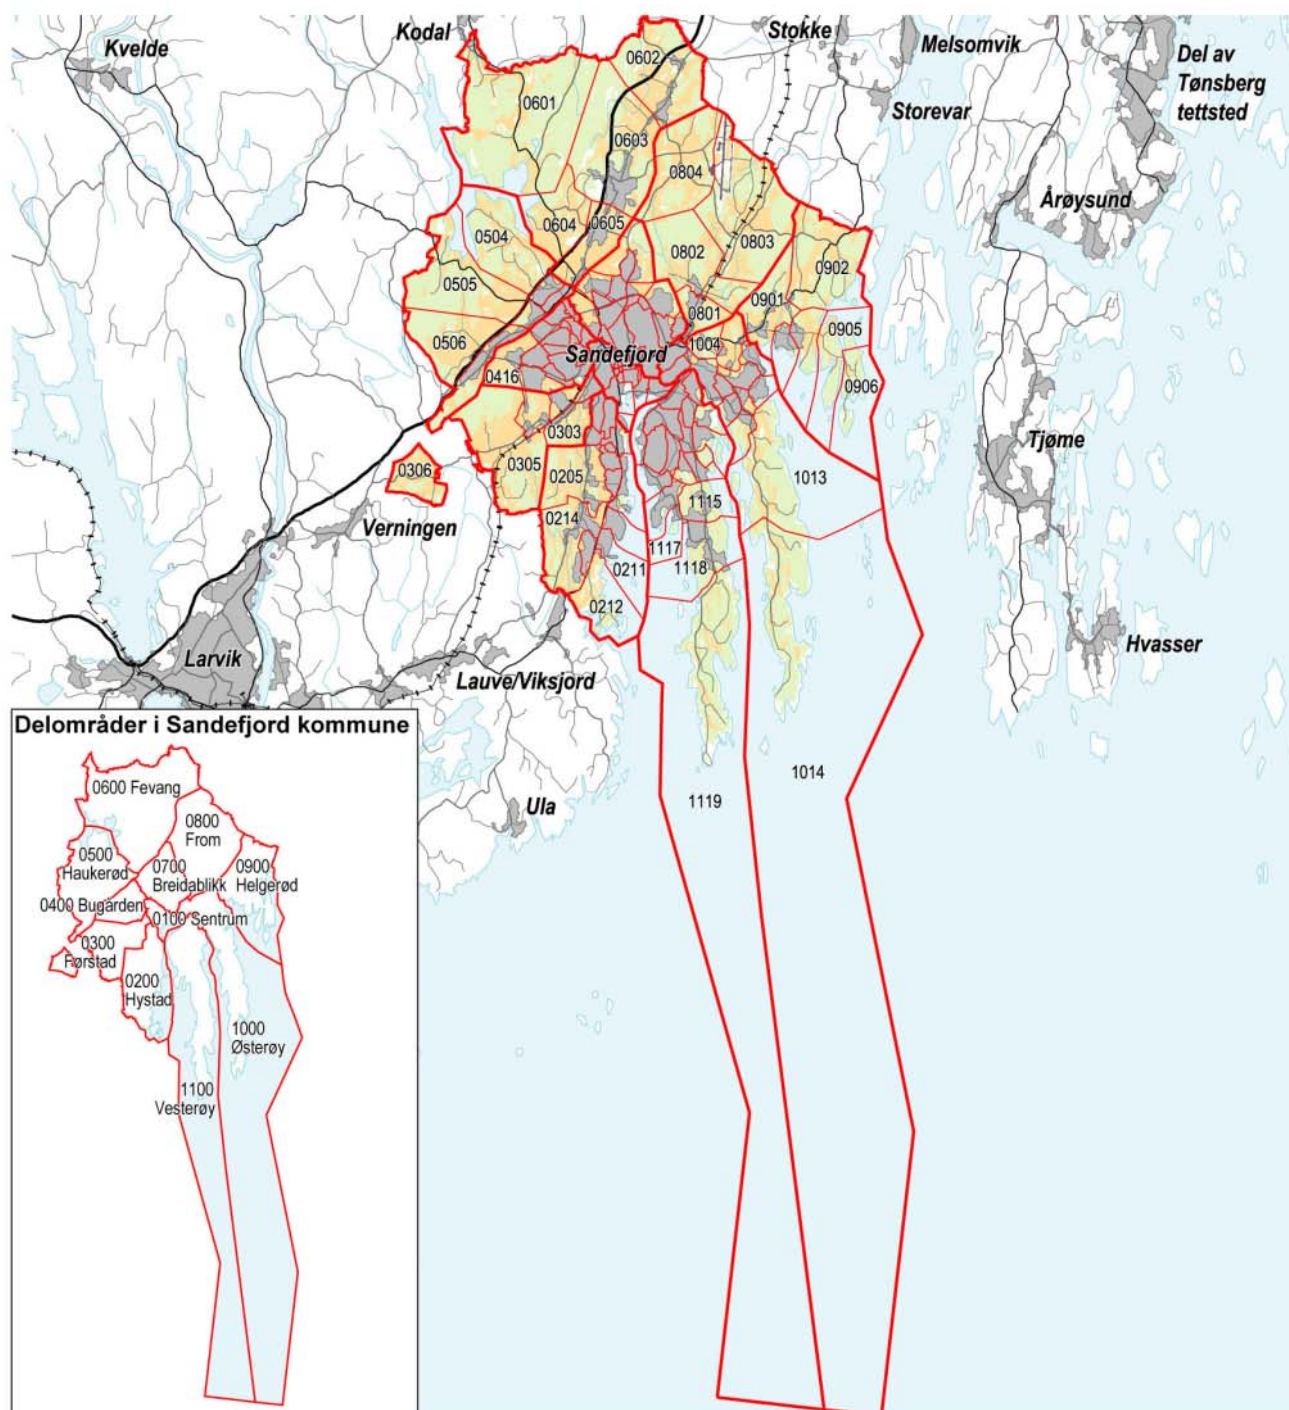 Kvelde
Kodal
Stokke
Melsomvik
Del av
Tønsberg
tettsted
Storevar
Årøysund
0602
0601
0603
0804
0604
0605
0504
0802
0803
0902
0505
0901
0801
0905
0506
1004
Sandefjord
0416
0906
0303
Tjøme
0306
0305
0205
1013
1115
Verningen
0214
1117
0211
1118
0212
Larvik
Hvasser
Lauve/Viksjord
Ula
1119
1014
Delområder i Sandefjord kommune
0600 Fevang
0800
From
0500
Haukerød
0700
Breidablikk
0900
Helgerød
0400 Bugården
0100 Sentrum
0300
Førstad
0200
Hystad
1000
Østerøy
1100
Vesterøy